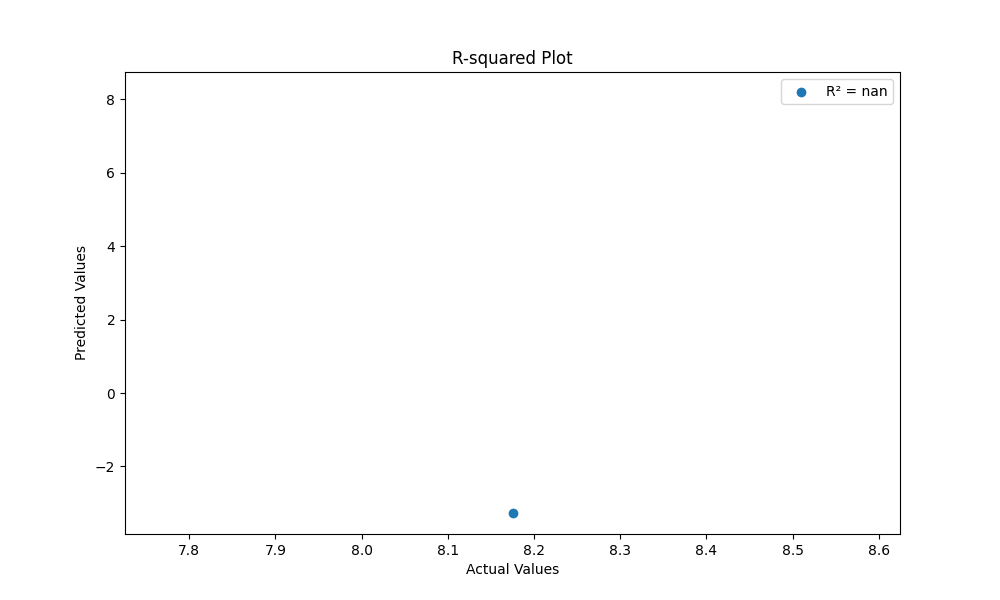 R-squared Plot
R² = nan
8
6
4
2
0
−2
Predicted Values
7.8 7.9 8.0 8.1 8.2 8.3 8.4 8.5 8.6
Actual Values